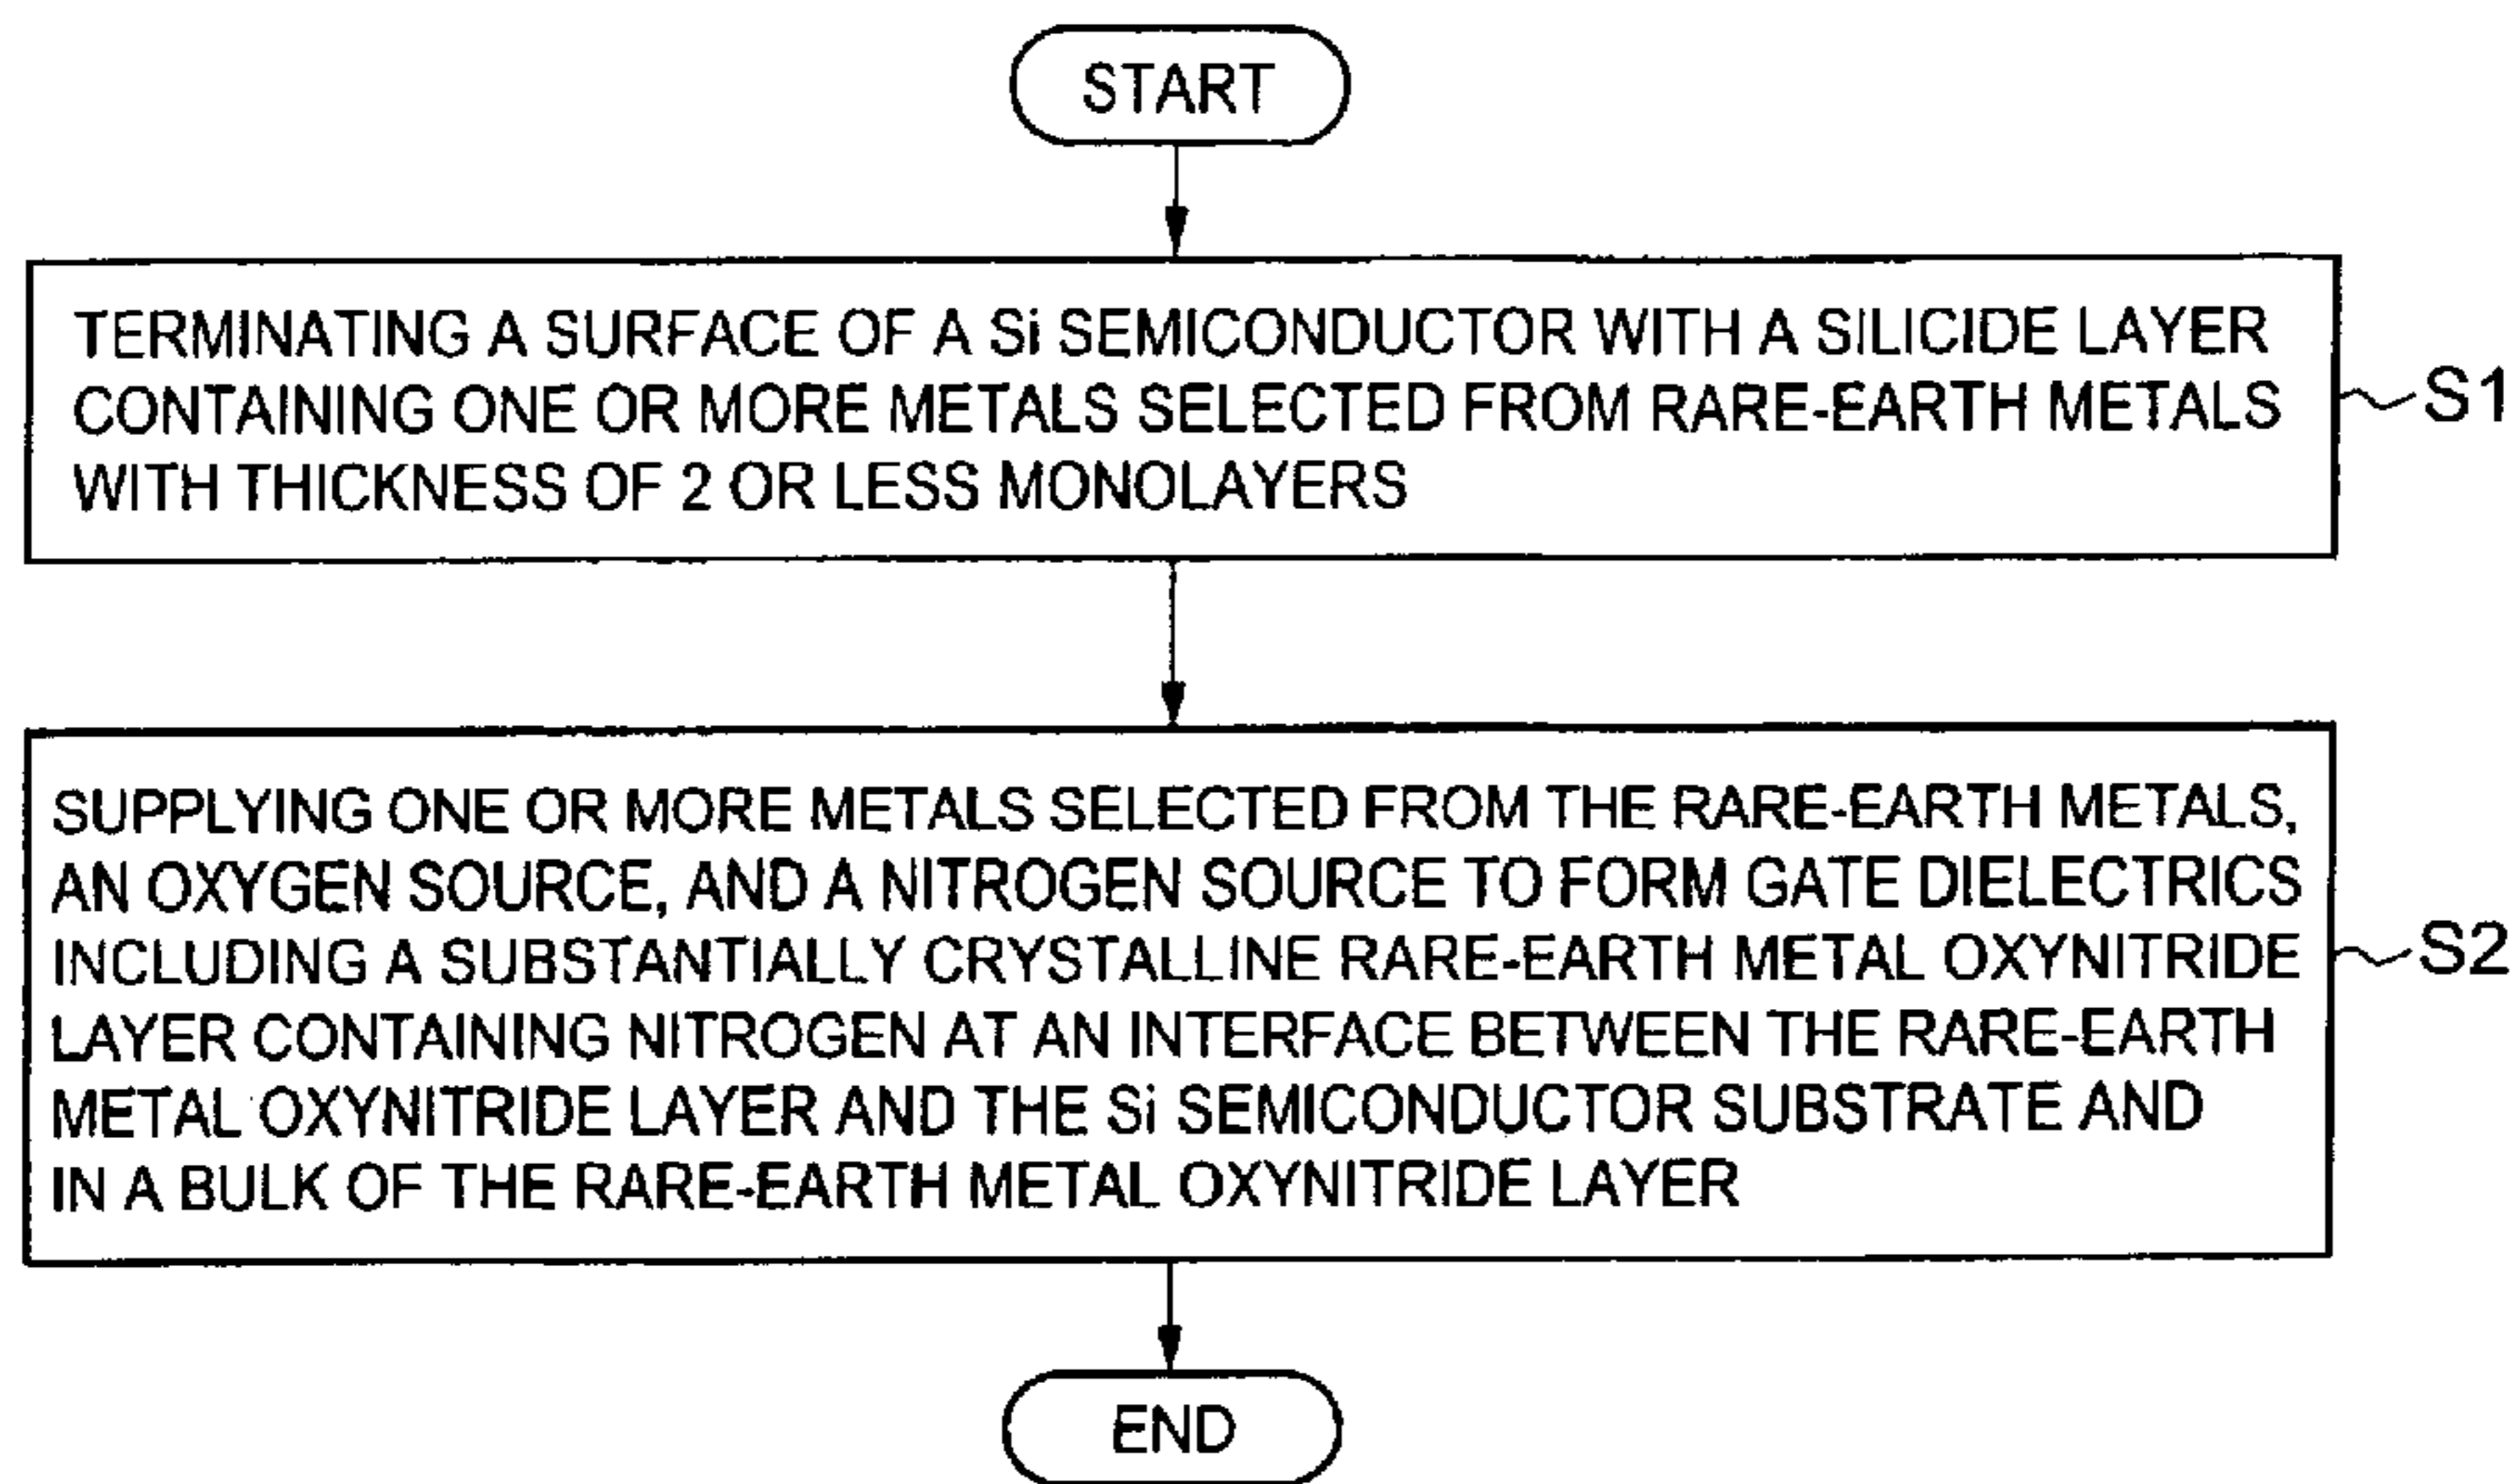 START
TERMINATING A SURFACE OF A Si SEMICONDUCTOR WITH A SILICIDE LAYER
CONTAINING ONE OR MORE METALS SELECTED FROM RARE-EARTH METALS
WITH THICKNESS OF 2 OR LESS MONOLAYERS
S1
SUPPLYING ONE OR MORE METALS SELECTED FROM THE RARE-EARTH METALS,
AN OXYGEN SOURCE, AND A NITROGEN SOURCE TO FORM GATE DIELECTRICS
INCLUDING A SUBSTANTIALLY CRYSTALLINE RARE-EARTH METAL OXYNITRIDE
LAYER CONTAINING NITROGEN AT AN INTERFACE BETWEEN THE RARE-EARTH
METAL OXYNITRIDE LAYER AND THE Si SEMICONDUCTOR SUBSTRATE AND
IN A BULK OF THE RARE-EARTH METAL OXYNITRIDE LAYER
S2
END